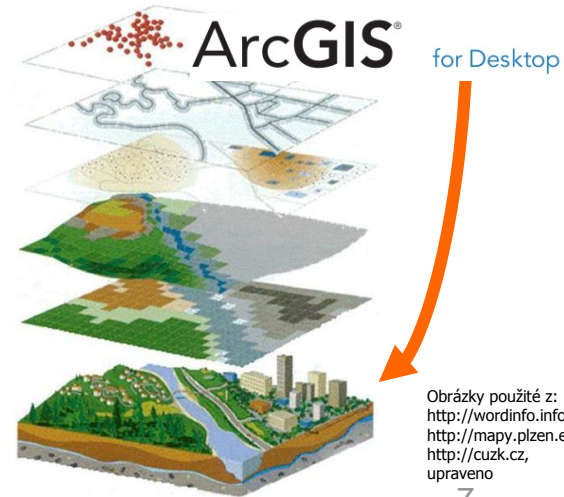 ArcGIS® for Desktop
Obrázky použité z:
http://wordinfo.info
http://mapy.plzen.e
http://cuzk.cz,
upraveno
7